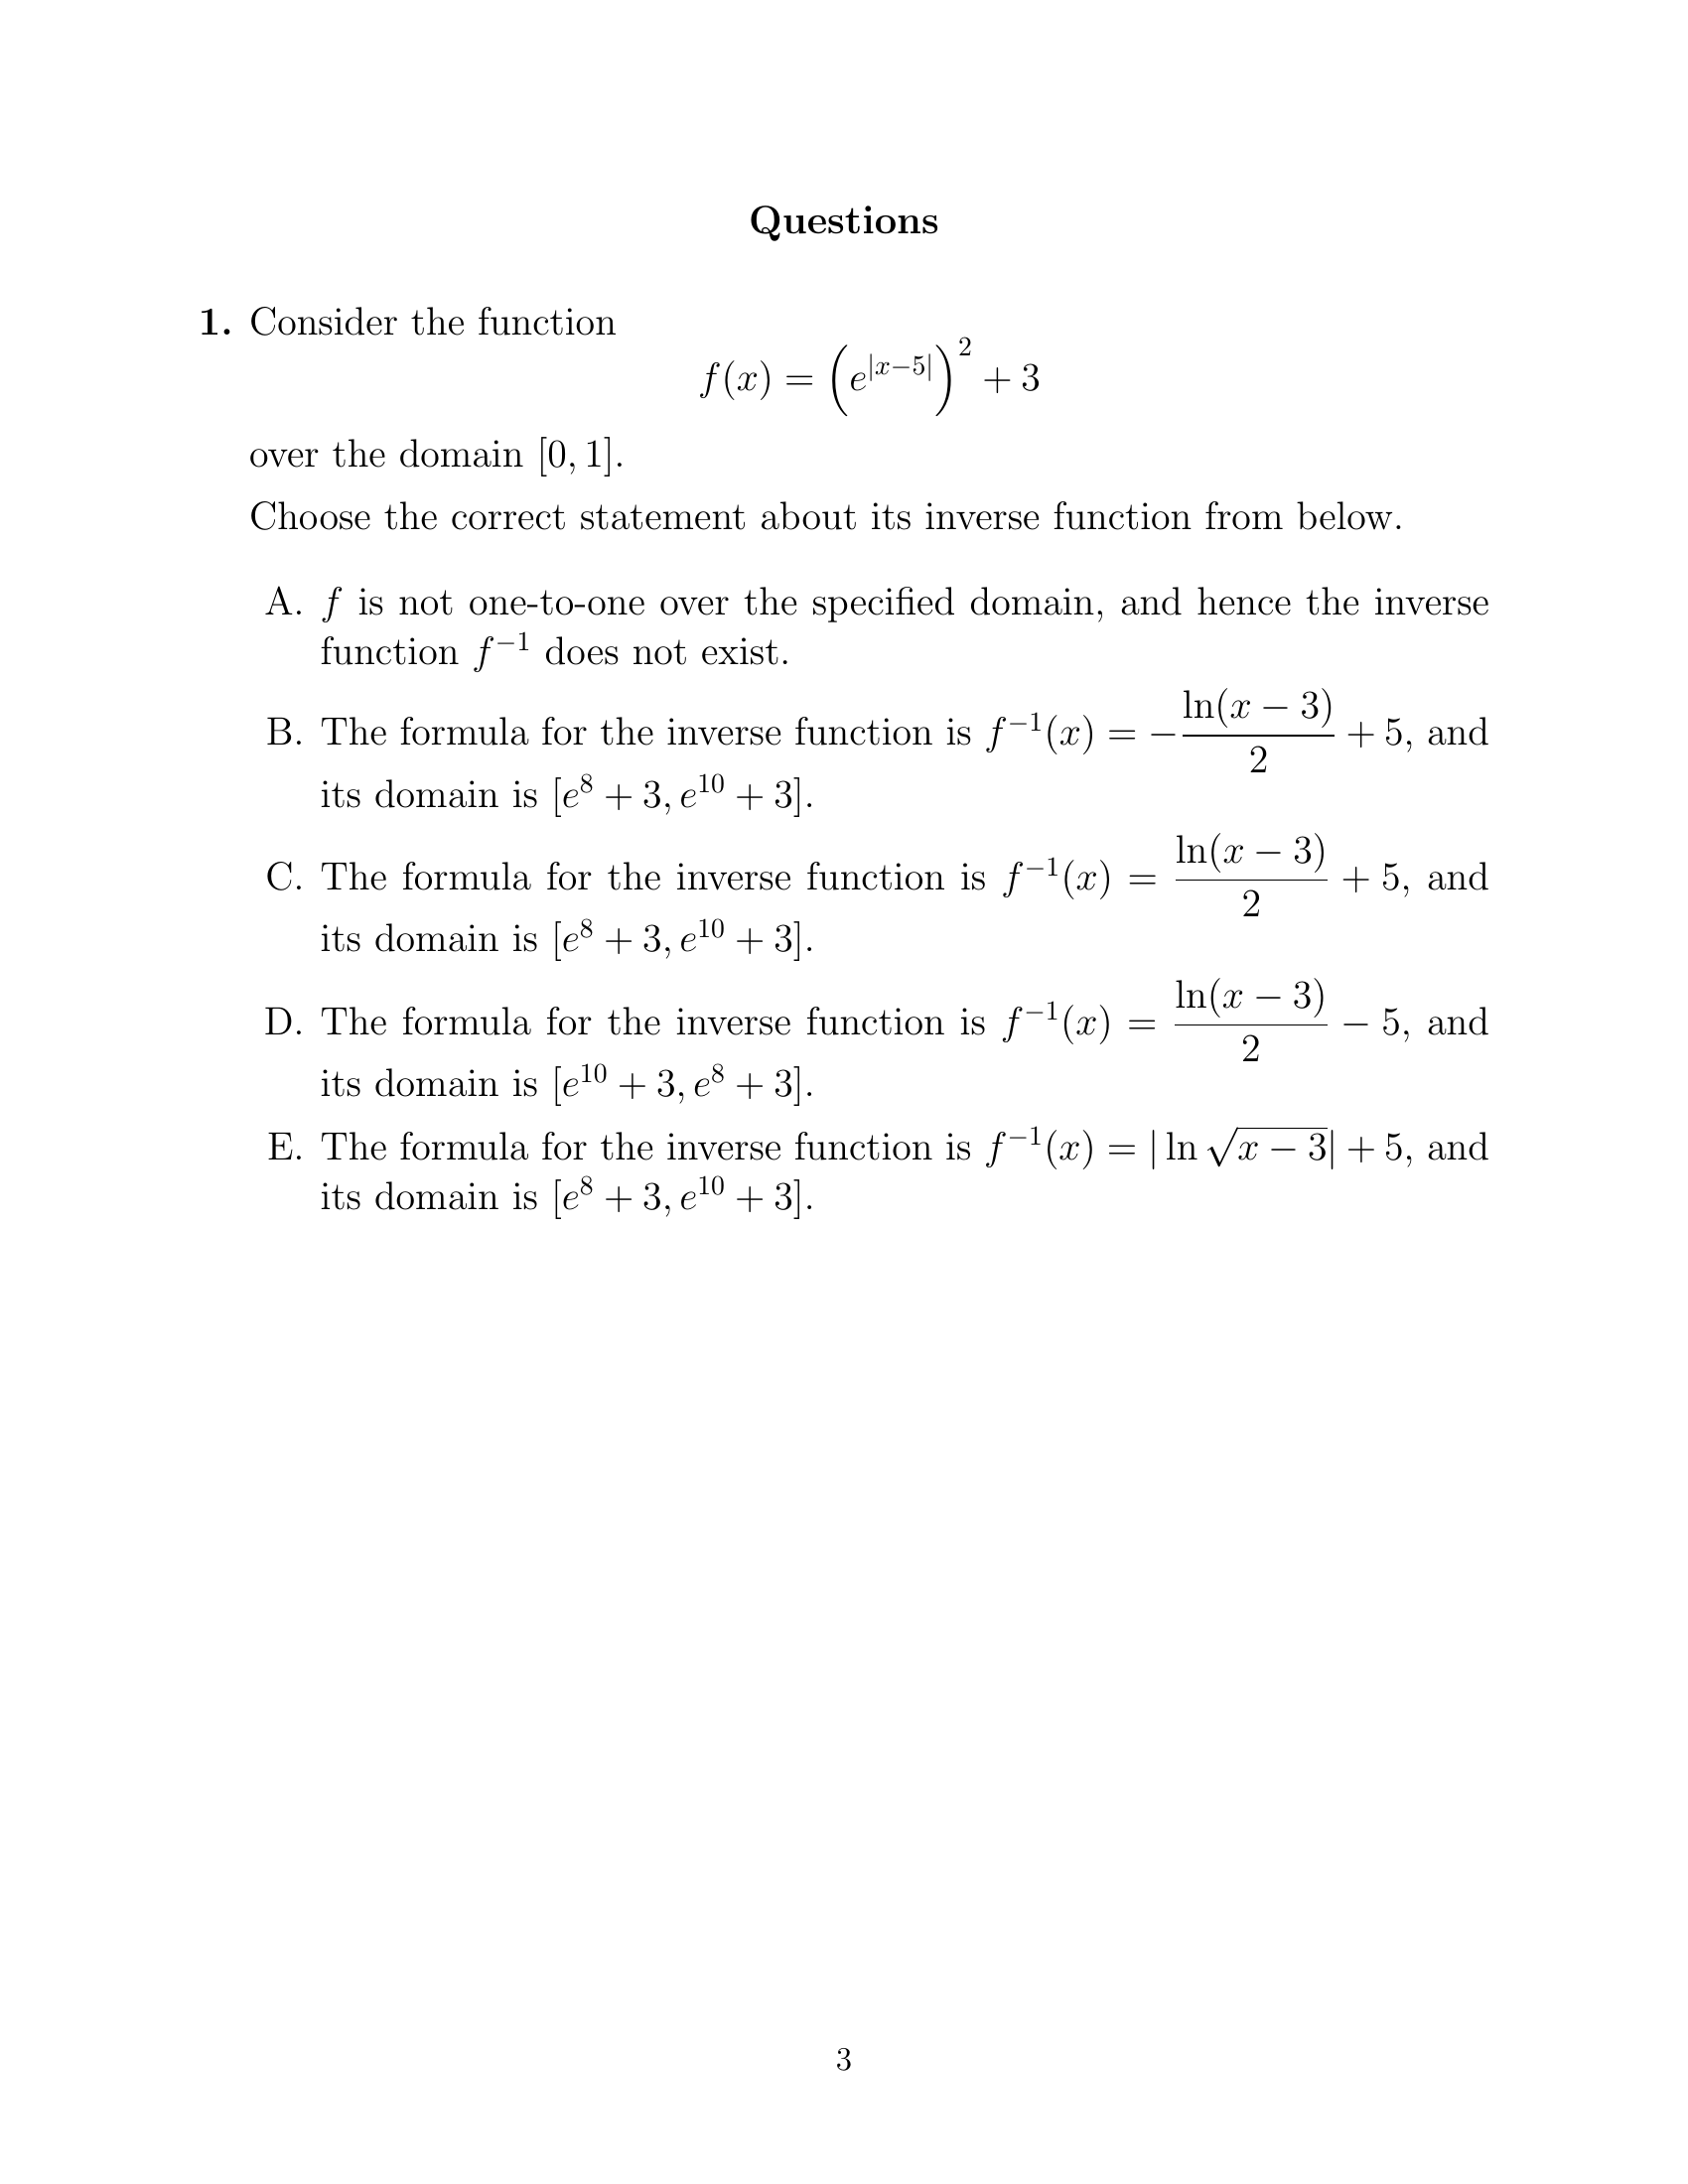 Questions
1. Consider the function
f(x) = (e^{|x−5|})^2 + 3
over the domain [0, 1].
Choose the correct statement about its inverse function from below.
A. f is not one-to-one over the specified domain, and hence the inverse
function f^{−1} does not exist.
B. The formula for the inverse function is f^{−1}(x) = −\frac{ln(x − 3)}{2} + 5, and
its domain is [e^8 + 3, e^{10} + 3].
C. The formula for the inverse function is f^{−1}(x) = \frac{ln(x − 3)}{2} + 5, and
its domain is [e^8 + 3, e^{10} + 3].
D. The formula for the inverse function is f^{−1}(x) = \frac{ln(x − 3)}{2} − 5, and
its domain is [e^{10} + 3, e^8 + 3].
E. The formula for the inverse function is f^{−1}(x) = | ln √(x − 3)| + 5, and
its domain is [e^8 + 3, e^{10} + 3].
3